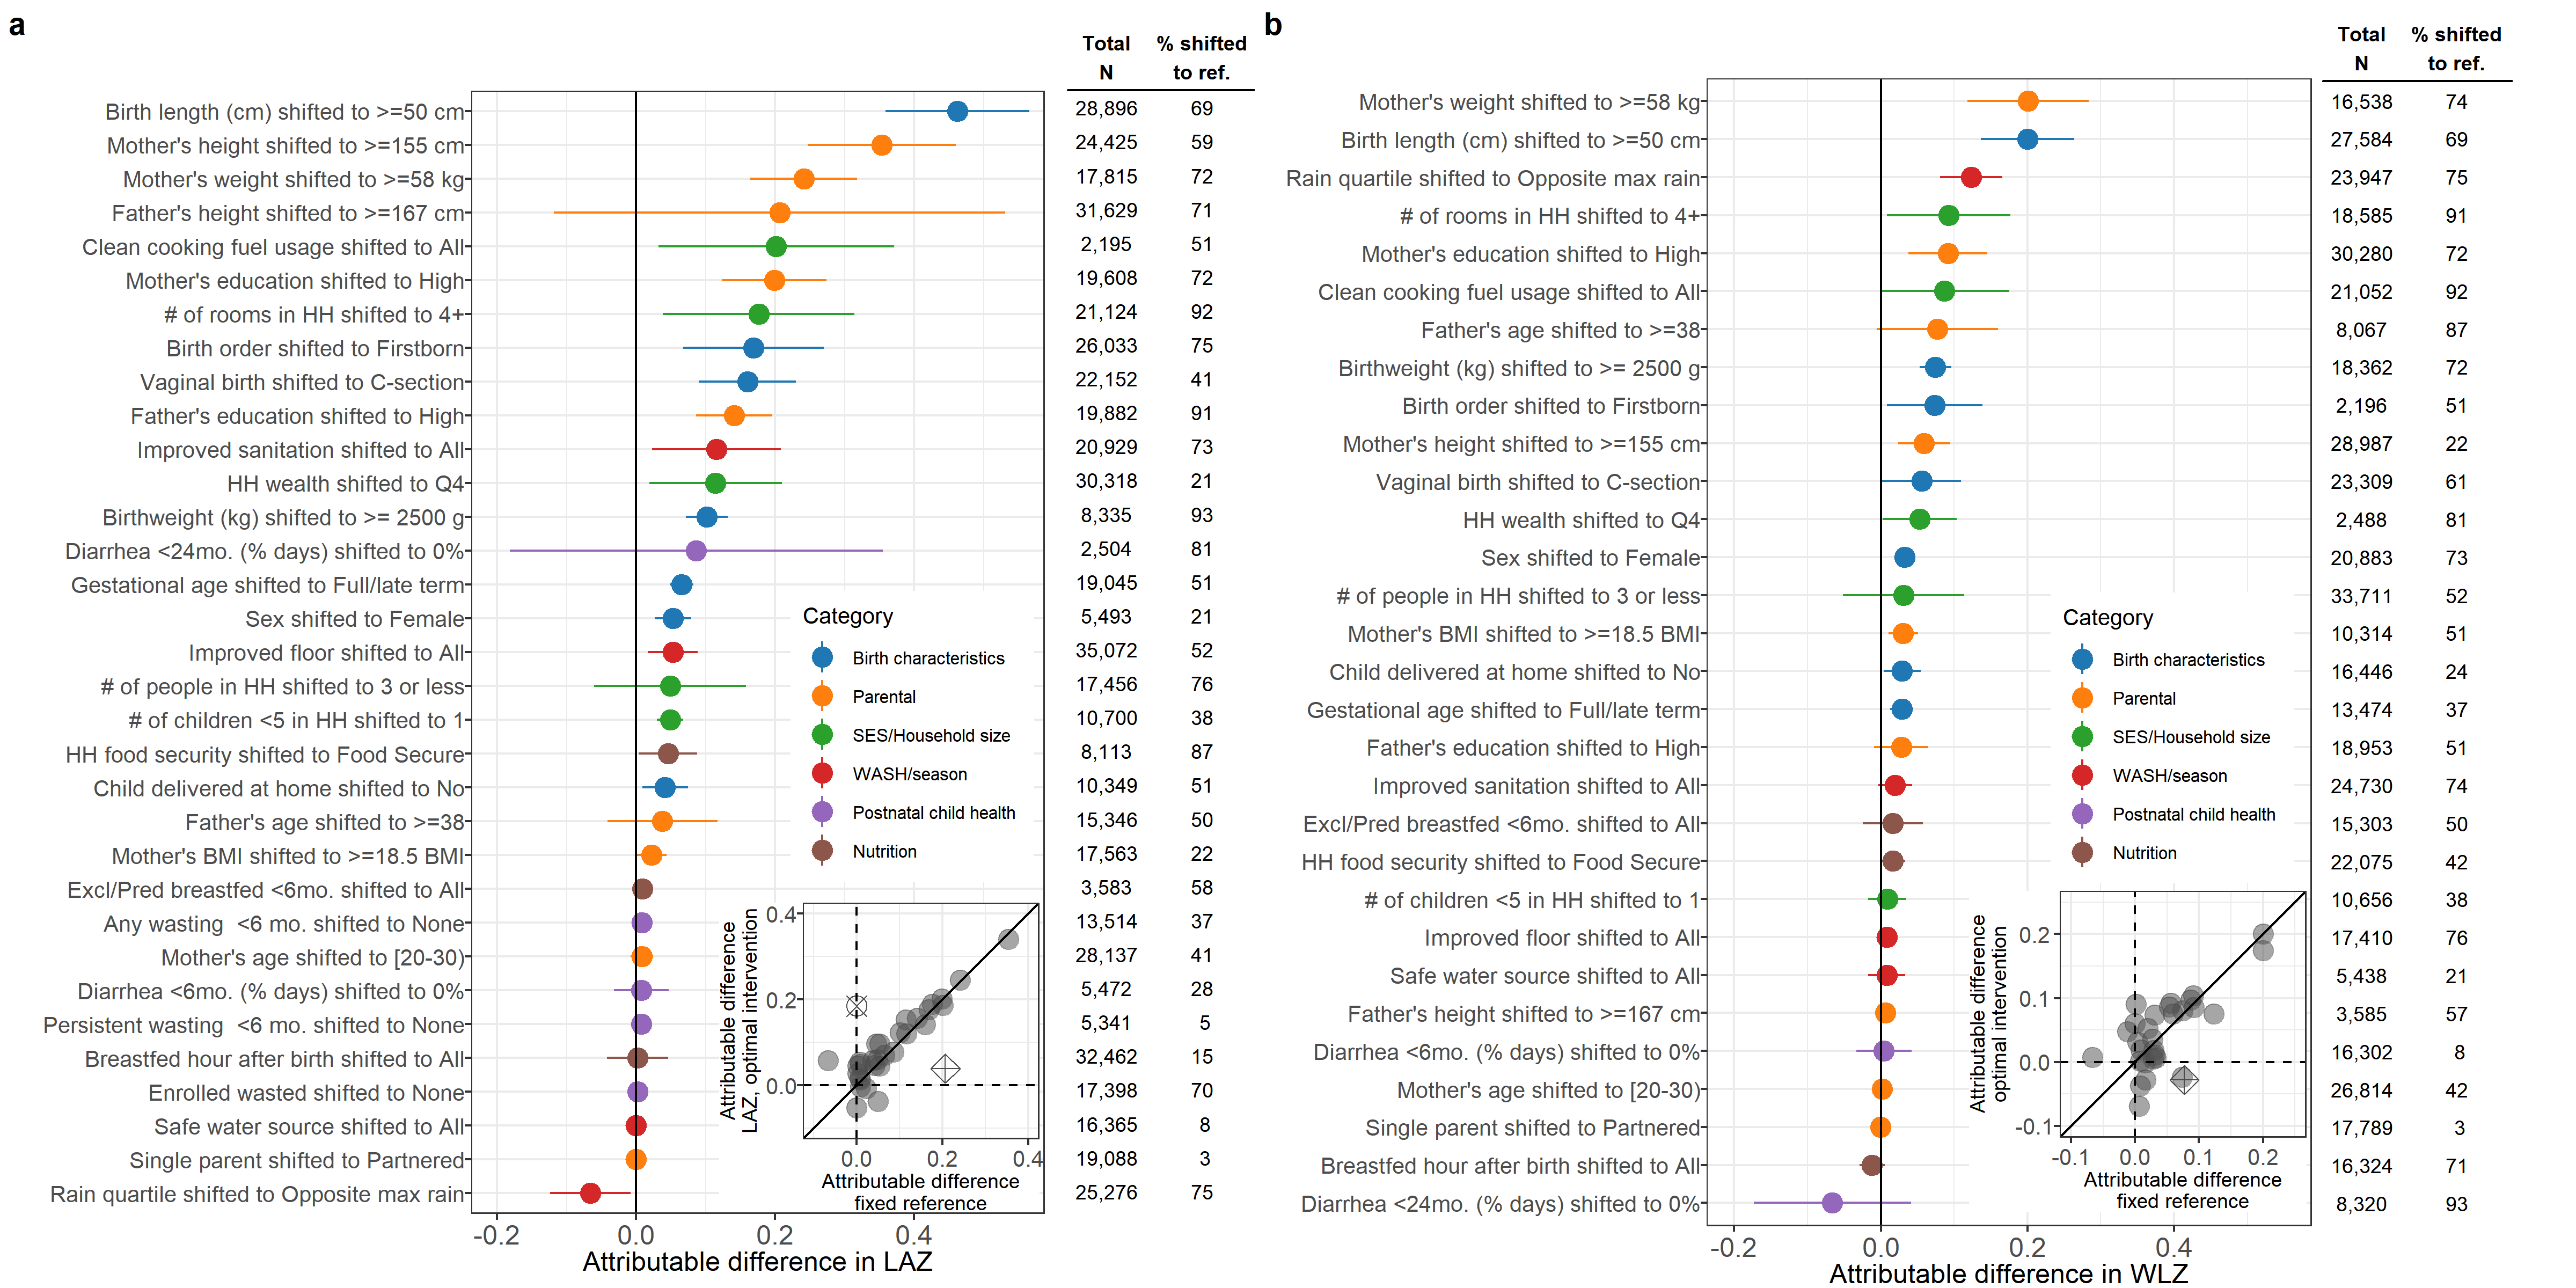 a
Total % shifted
N to ref.
Birth length (cm) shifted to >=50 cm 28,896 69
Mother's height shifted to >=155 cm 24,425 59
Mother's weight shifted to >=58 kg 17,815 72
Father's height shifted to >=167 cm 31,629 71
Clean cooking fuel usage shifted to All 2,195 51
Mother's education shifted to High 19,608 72
# of rooms in HH shifted to 4+ 21,124 92
Birth order shifted to Firstborn 26,033 75
Vaginal birth shifted to C-section 22,152 41
Father's education shifted to High 19,882 91
Improved sanitation shifted to All 20,929 73
HH wealth shifted to Q4 30,318 21
Birthweight (kg) shifted to >= 2500 g 8,335 93
Diarrhea <24mo. (% days) shifted to 0% 2,504 81
Gestational age shifted to Full/late term 19,045 51
Sex shifted to Female 5,493 21
Improved floor shifted to All 35,072 52
# of people in HH shifted to 3 or less 17,456 76
# of children <5 in HH shifted to 1 10,700 38
HH food security shifted to Food Secure 8,113 87
Child delivered at home shifted to No 10,349 51
Father's age shifted to >=38 15,346 50
Mother's BMI shifted to >=18.5 BMI 17,563 22
Excl/Pred breastfed <6mo. shifted to All 3,583 58
Any wasting <6 mo. shifted to None 13,514 37
Mother's age shifted to [20-30) 28,137 41
Diarrhea <6mo. (% days) shifted to 0% 5,472 28
Persistent wasting <6 mo. shifted to None 5,341 5
Breastfed hour after birth shifted to All 32,462 15
Enrolled wasted shifted to None 17,398 70
Safe water source shifted to All 16,365 8
Single parent shifted to Partnered 19,088 3
Rain quartile shifted to Opposite max rain 25,276 75
Category
Birth characteristics
Parental
SES/Household size
WASH/season
Postnatal child health
Nutrition
Attributable difference
LAZ, optimal intervention
0.4
0.2
0.0
0.0 0.2 0.4
Attributable difference
fixed reference
-0.2 0.0 0.2 0.4
Attributable difference in LAZ
b
Total % shifted
N to ref.
Mother's weight shifted to >=58 kg 16,538 74
Birth length (cm) shifted to >=50 cm 27,584 69
Rain quartile shifted to Opposite max rain 23,947 75
# of rooms in HH shifted to 4+ 18,585 91
Mother's education shifted to High 30,280 72
Clean cooking fuel usage shifted to All 21,052 92
Father's age shifted to >=38 8,067 87
Birthweight (kg) shifted to >= 2500 g 18,362 72
Birth order shifted to Firstborn 2,196 51
Mother's height shifted to >=155 cm 28,987 22
Vaginal birth shifted to C-section 23,309 61
HH wealth shifted to Q4 2,488 81
Sex shifted to Female 20,883 73
# of people in HH shifted to 3 or less 33,711 52
Mother's BMI shifted to >=18.5 BMI 10,314 51
Child delivered at home shifted to No 16,446 24
Gestational age shifted to Full/late term 13,474 37
Father's education shifted to High 18,953 51
Improved sanitation shifted to All 24,730 74
Excl/Pred breastfed <6mo. shifted to All 15,303 50
HH food security shifted to Food Secure 22,075 42
# of children <5 in HH shifted to 1 10,656 38
Improved floor shifted to All 17,410 76
Safe water source shifted to All 5,438 21
Father's height shifted to >=167 cm 3,585 57
Diarrhea <6mo. (% days) shifted to 0% 16,302 8
Mother's age shifted to [20-30) 26,814 42
Single parent shifted to Partnered 17,789 3
Breastfed hour after birth shifted to All 16,324 71
Diarrhea <24mo. (% days) shifted to 0% 8,320 93
Category
Birth characteristics
Parental
SES/Household size
WASH/season
Postnatal child health
Nutrition
Attributable difference
optimal intervention
0.2
0.1
0.0
-0.1
-0.1 0.0 0.1 0.2
Attributable difference
fixed reference
-0.2 0.0 0.2 0.4
Attributable difference in WLZ